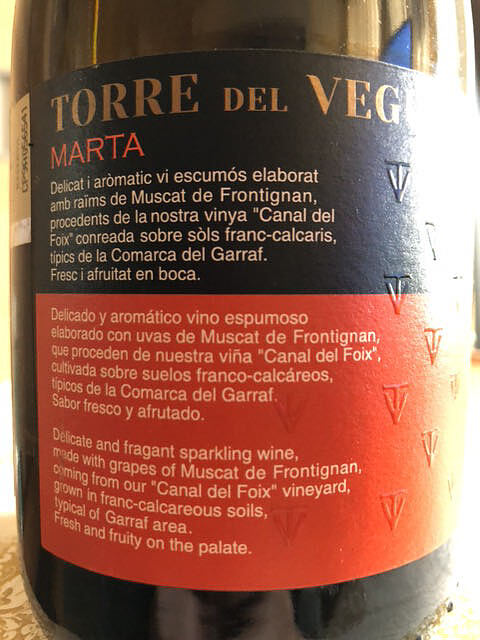 TORRE DEL VEG
MARTA
Delicat i aròmatic vi escumós elaborat
amb raïms de Muscat de Frontignan,
procedents de la nostra vinya "Canal del
Foix" conreada sobre sòls franc-calcaris,
típics de la Comarca del Garraf.
Fresc i afruitat en boca.
Delicado y aromático vino espumoso
elaborado con uvas de Muscat de Frontignan,
que proceden de nuestra viña "Canal del Foix",
cultivada sobre suelos franco-calcáreos,
típicos de la Comarca del Garraf.
Sabor fresco y afrutado.
Delicate and fragant sparkling wine,
made with grapes of Muscat de Frontignan,
coming from our "Canal del Foix" vineyard,
grown in franc-calcareous soils,
typical of Garraf area.
Fresh and fruity on the palate.